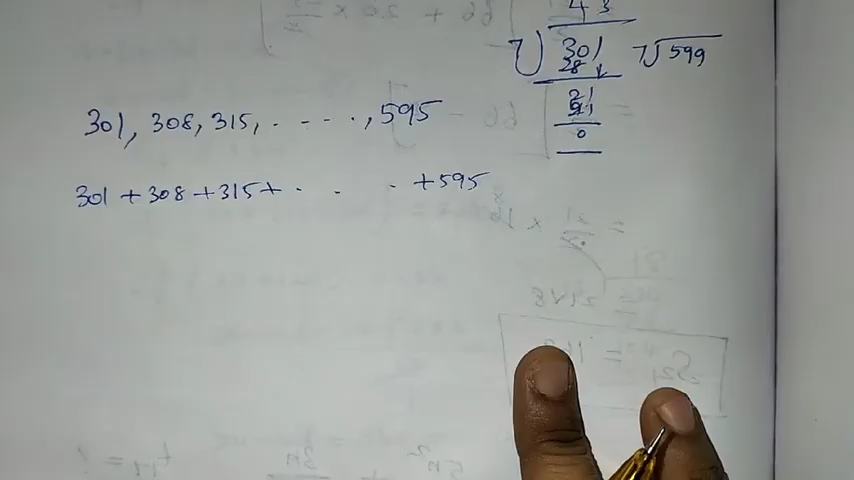 43
7 301 7 599
28
21
21
0
301, 308, 315, . - - - ., 595
301 + 308 + 315 + . . . + 595